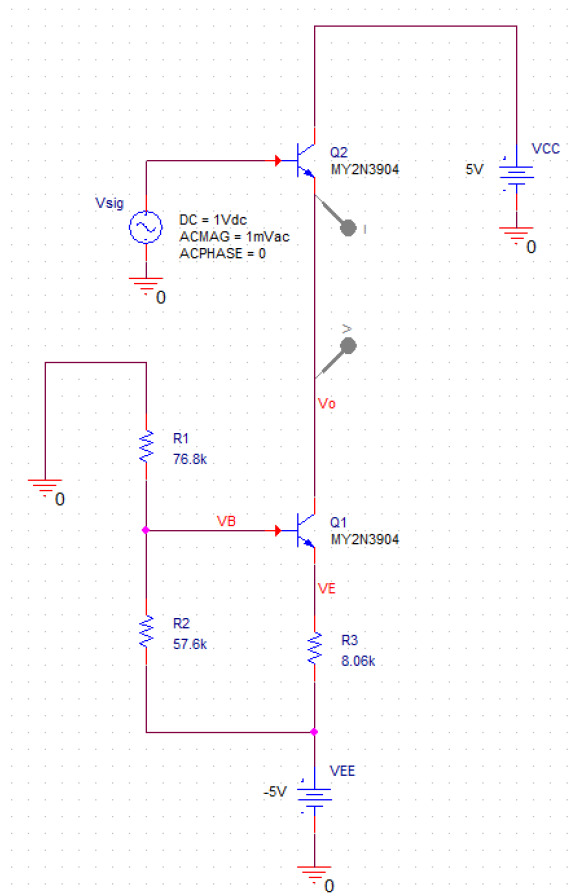 Q2
MY2N3904
VCC
5V
0
Vsig
DC = 1Vdc
ACMAG = 1mVac
ACPHASE = 0
0
I
V
Vo
R1
76.8k
0
VB
Q1
MY2N3904
VE
R2
57.6k
R3
8.06k
VEE
-5V
0